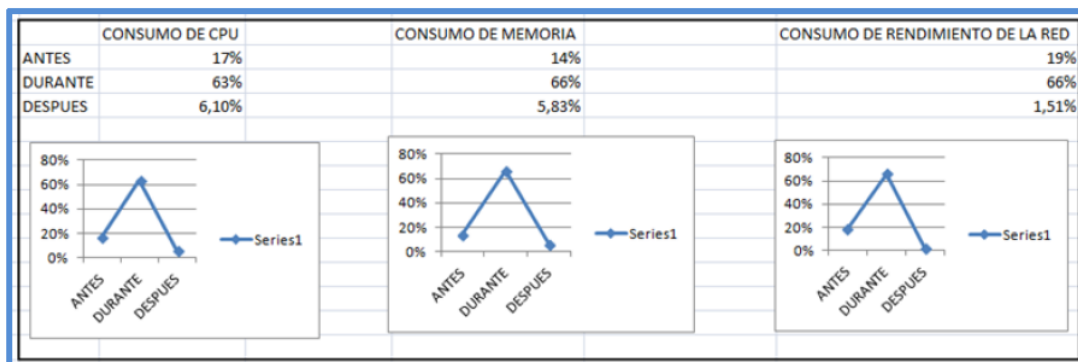 CONSUMO DE CPU CONSUMO DE MEMORIA CONSUMO DE RENDIMIENTO DE LA RED
ANTES 17% 14% 19%
DURANTE 63% 66% 66%
DESPUES 6,10% 5,83% 1,51%
80%
60%
40%
20%
0%
ANTES
DURANTE
DESPUES
Series1
80%
60%
40%
20%
0%
ANTES
DURANTE
DESPUES
Series1
80%
60%
40%
20%
0%
ANTES
DURANTE
DESPUES
Series1